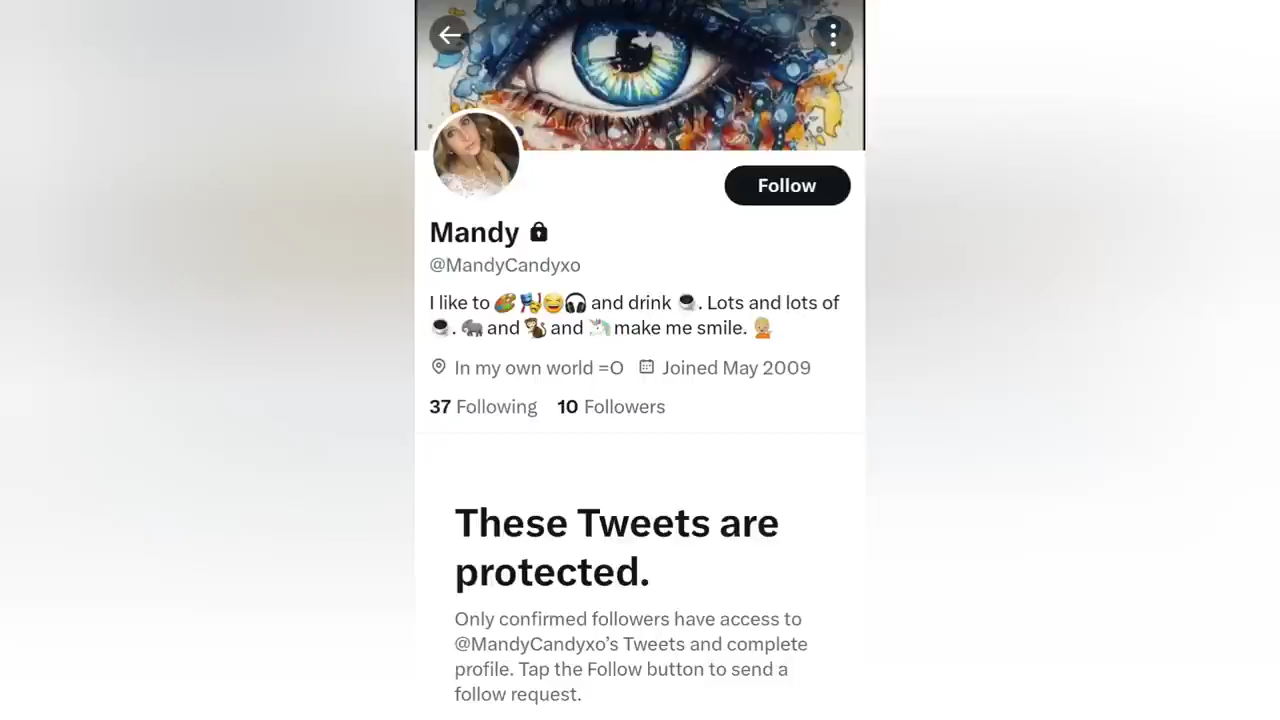 Mandy 🔒
@MandyCandyxo
I like to 🎨🎭😂🎧 and drink ☕. Lots and lots of
☕. 🐘 and 🐒 and 🦄 make me smile. 💁🏼
In my own world =O Joined May 2009
37 Following 10 Followers
Follow
These Tweets are
protected.
Only confirmed followers have access to
@MandyCandyxo’s Tweets and complete
profile. Tap the Follow button to send a
follow request.